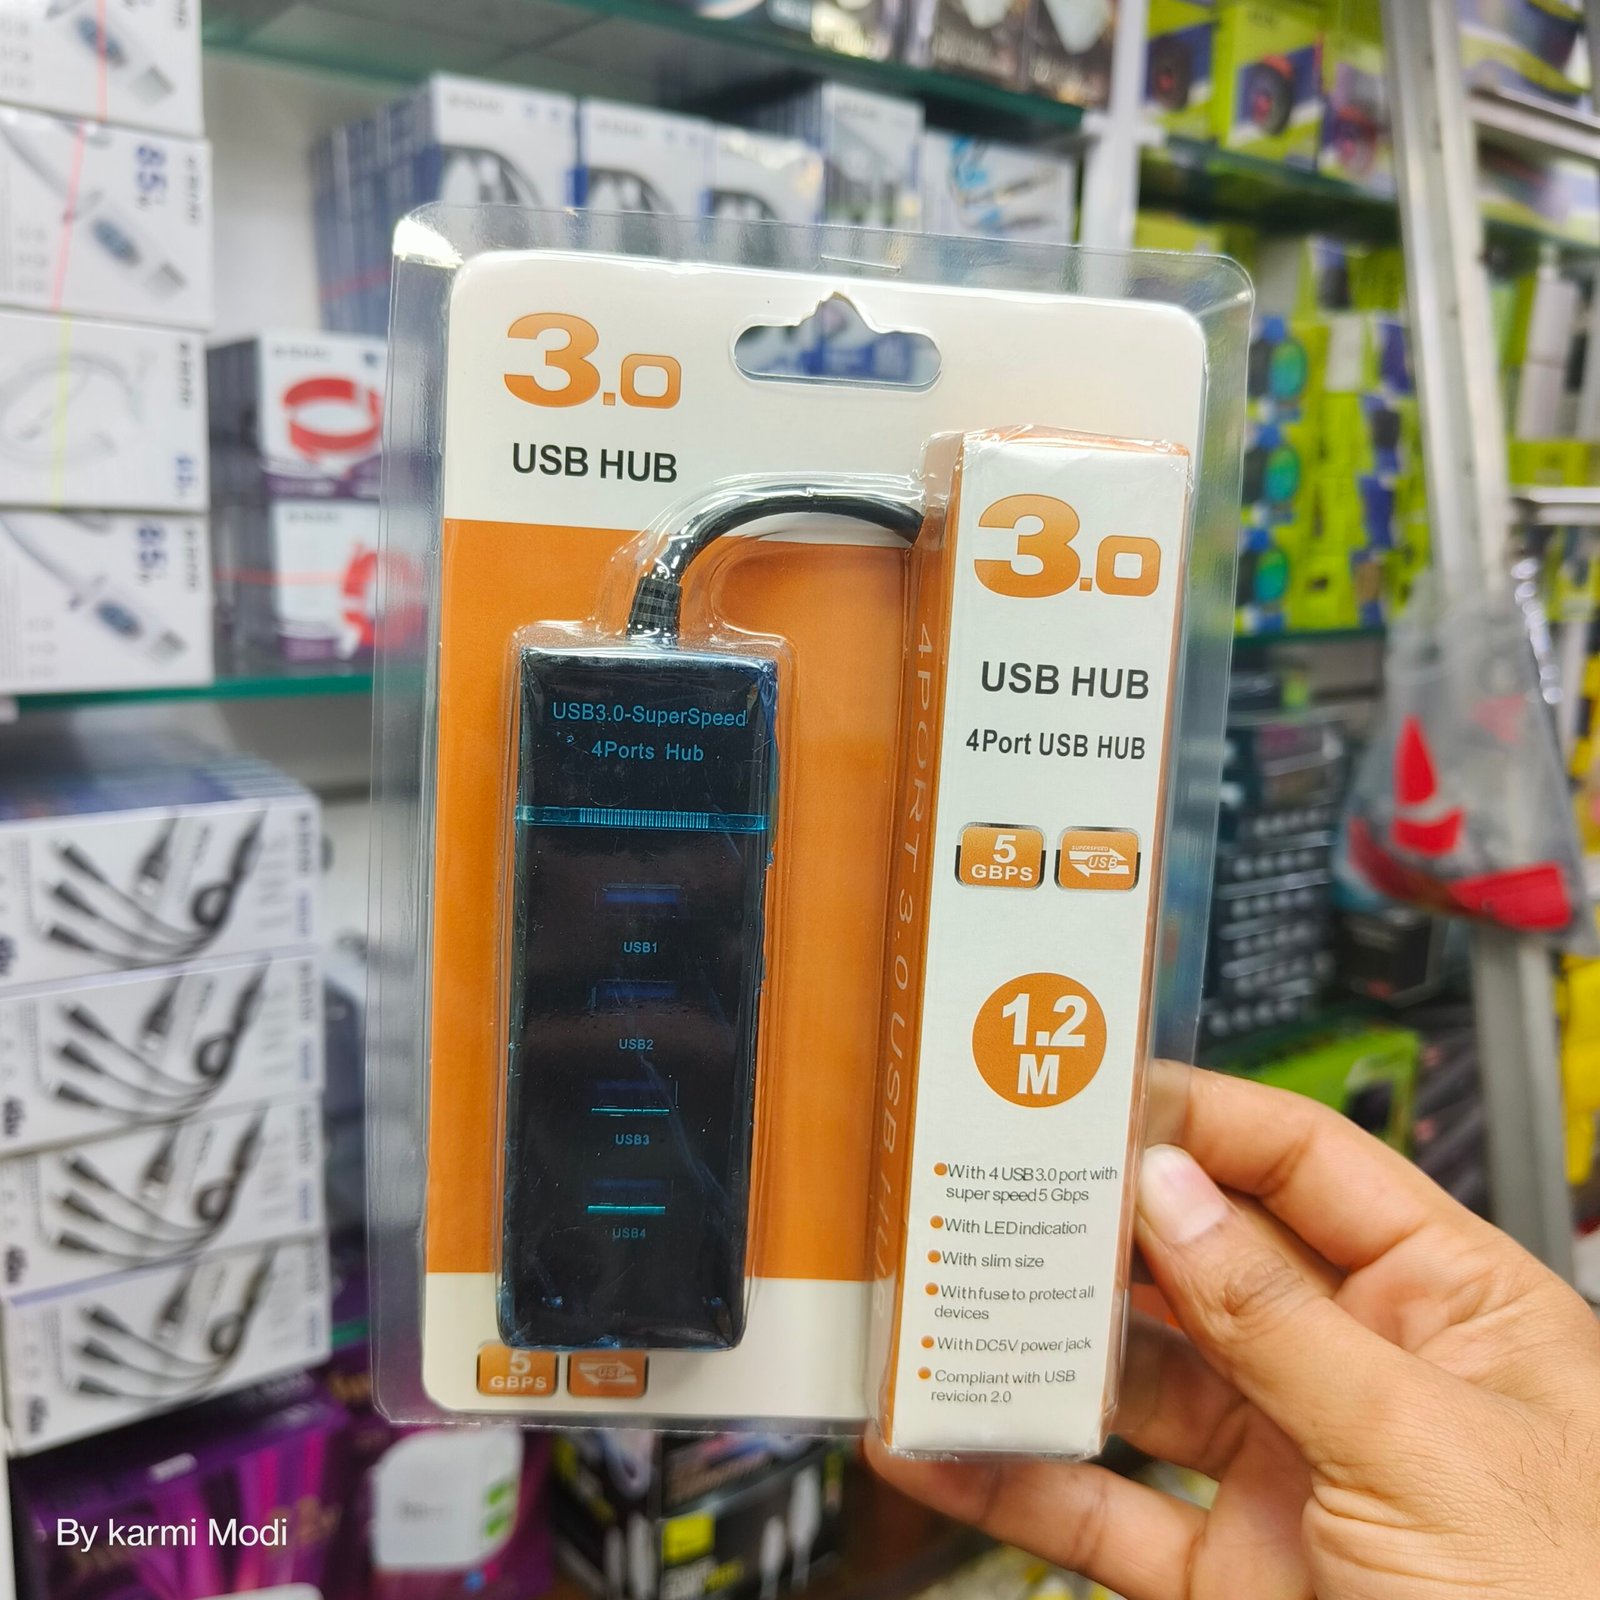 3.0
USB HUB
USB3.0-SuperSpeed
4Ports Hub
USB1
USB2
USB3
USB4
5
GBPS
4PORT 3.0 USB HUB
3.0
USB HUB
4Port USB HUB
5
GBPS
SUPERSPEED
USB
1.2
M
With 4 USB3.0 port with
super speed 5 Gbps
With LED indication
With slim size
With fuse to protect all
devices
With DC5V power jack
Compliant with USB
revicion 2.0
85%
85%
By karmi Modi